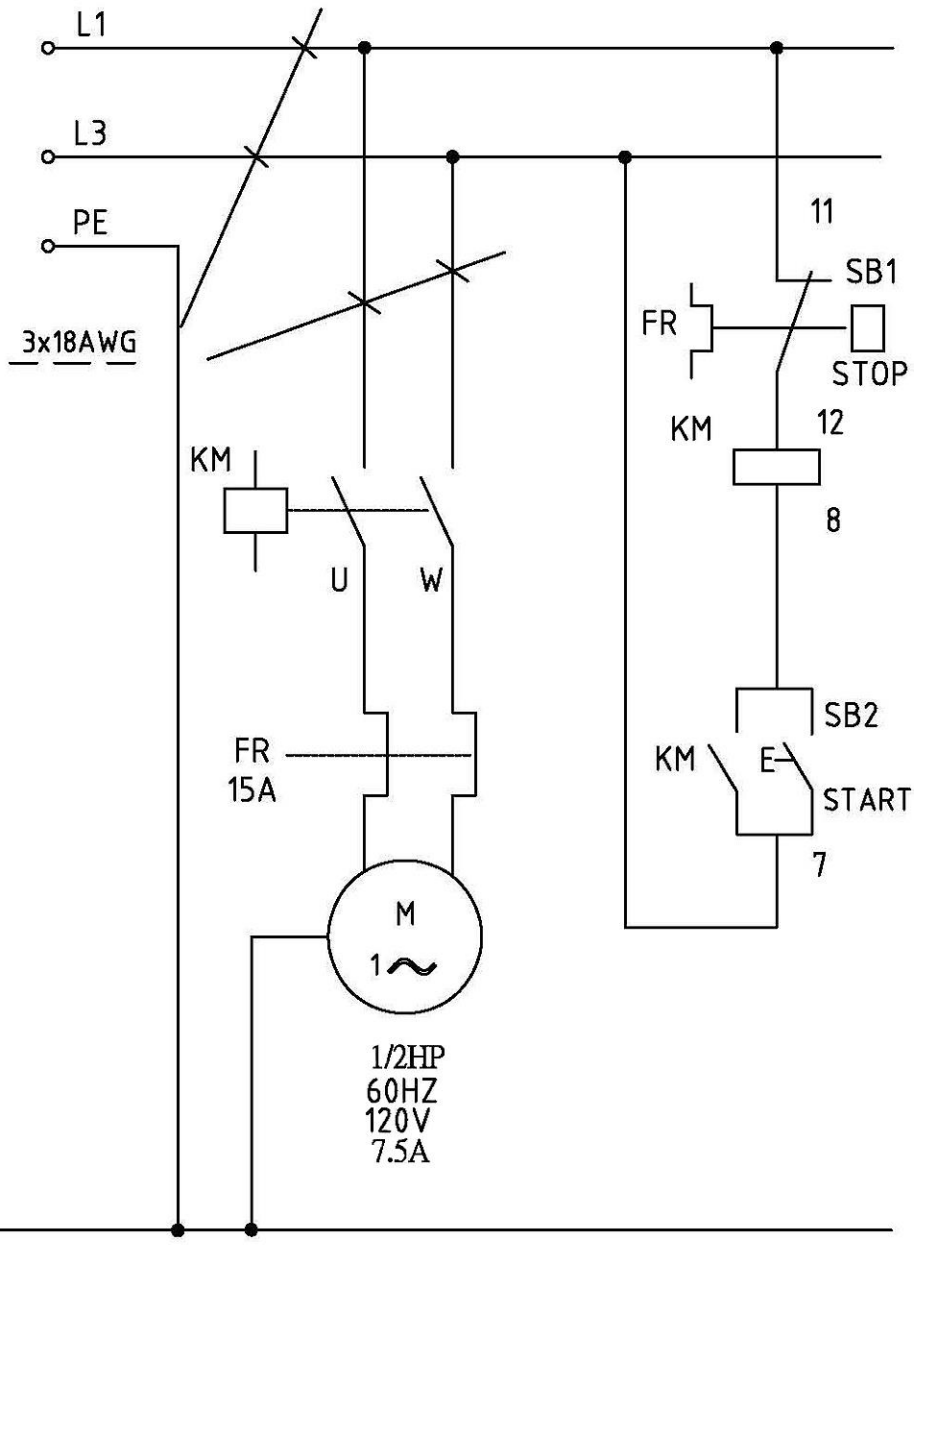 L1
L3
PE
3x18AWG
11
SB1
FR
STOP
KM
12
8
KM
U
W
SB2
KM
E
START
7
FR
15A
M
1
1/2HP
60HZ
120V
7.5A